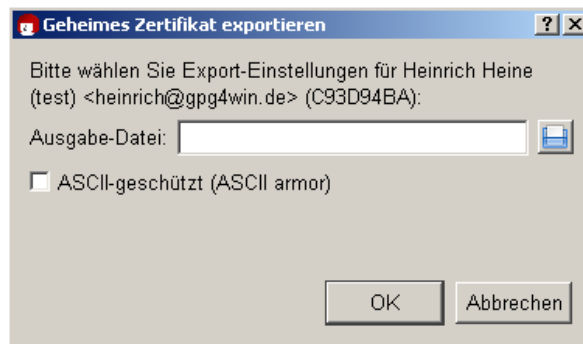 Geheimes Zertifikat exportieren
Bitte wählen Sie Export-Einstellungen für Heinrich Heine
(test) <heinrich@gpg4win.de> (C93D94BA):
Ausgabe-Datei:
ASCII-geschützt (ASCII armor)
OK Abbrechen